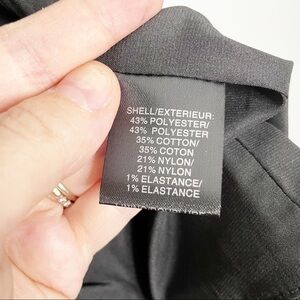 SHELL/EXTERIEUR:
43% POLYESTER/
43% POLYESTER
35% COTTON/
35% COTON
21% NYLON/
21% NYLON
1% ELASTANCE/
1% ELASTANCE